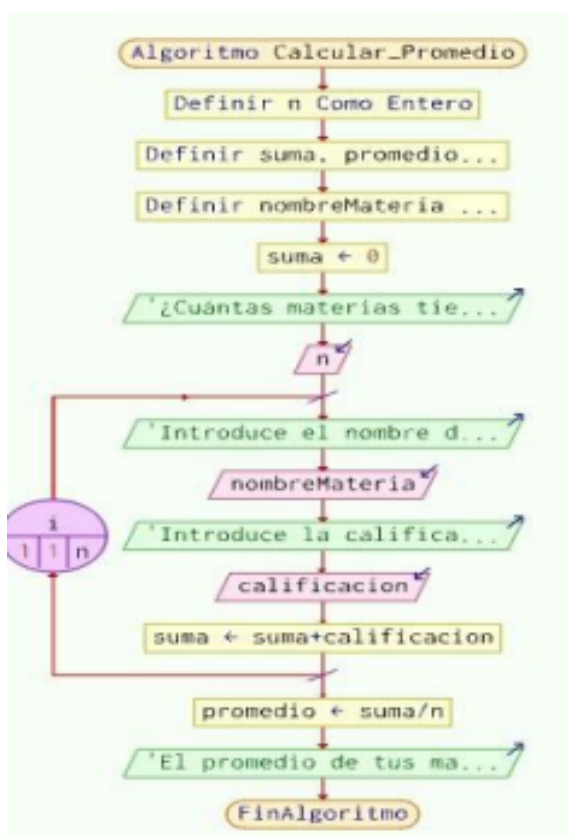 Algoritmo Calcular_Promedio
Definir n Como Entero
Definir suma, promedio...
Definir nombreMateria ...
suma ← 0
'¿Cuántas materias tie...
n
'Introduce el nombre d...
nombreMateria
i
1 1 n
'Introduce la califica...
calificacion
suma ← suma+calificacion
promedio ← suma/n
'El promedio de tus ma...
FinAlgoritmo